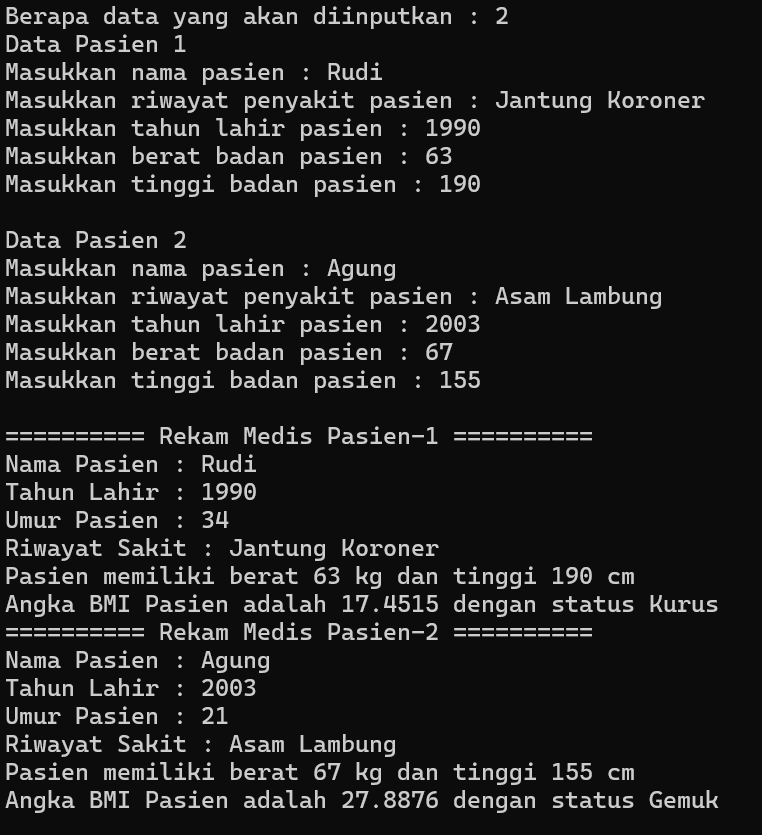 Berapa data yang akan diinputkan : 2
Data Pasien 1
Masukkan nama pasien : Rudi
Masukkan riwayat penyakit pasien : Jantung Koroner
Masukkan tahun lahir pasien : 1990
Masukkan berat badan pasien : 63
Masukkan tinggi badan pasien : 190

Data Pasien 2
Masukkan nama pasien : Agung
Masukkan riwayat penyakit pasien : Asam Lambung
Masukkan tahun lahir pasien : 2003
Masukkan berat badan pasien : 67
Masukkan tinggi badan pasien : 155

========== Rekam Medis Pasien-1 ==========
Nama Pasien : Rudi
Tahun Lahir : 1990
Umur Pasien : 34
Riwayat Sakit : Jantung Koroner
Pasien memiliki berat 63 kg dan tinggi 190 cm
Angka BMI Pasien adalah 17.4515 dengan status Kurus
========== Rekam Medis Pasien-2 ==========
Nama Pasien : Agung
Tahun Lahir : 2003
Umur Pasien : 21
Riwayat Sakit : Asam Lambung
Pasien memiliki berat 67 kg dan tinggi 155 cm
Angka BMI Pasien adalah 27.8876 dengan status Gemuk